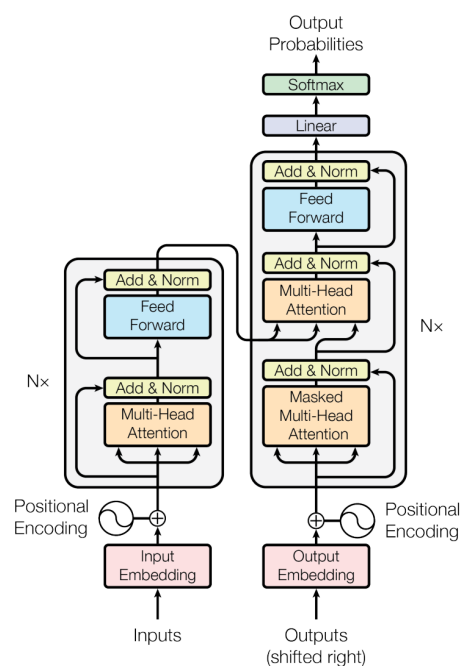 Output
Probabilities
Softmax
Linear
Add & Norm
Feed
Forward
Add & Norm
Multi-Head
Attention
Nx
Add & Norm
Masked
Multi-Head
Attention
Add & Norm
Feed
Forward
Nx
Add & Norm
Multi-Head
Attention
Positional
Encoding
Positional
Encoding
Input
Embedding
Output
Embedding
Inputs
Outputs
(shifted right)